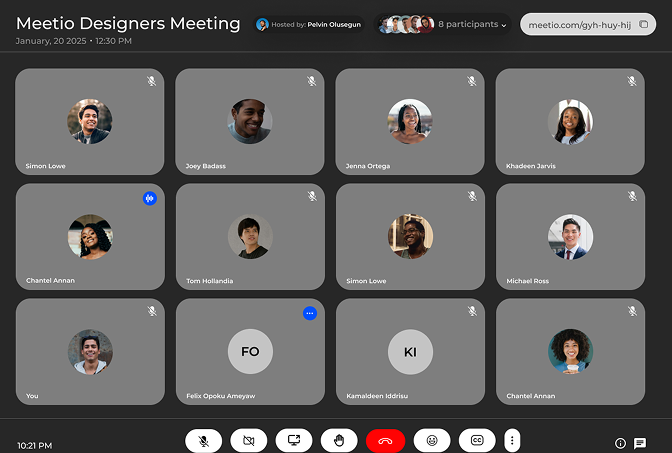 Meetio Designers Meeting
January, 20 2025 • 12:30 PM
Hosted by: Pelvin Olusegun
8 participants
meetio.com/gyh-huy-hij
Simon Lowe
Joey Badass
Jenna Ortega
Khadeen Jarvis
Chantel Annan
Tom Hollandia
Simon Lowe
Michael Ross
You
FO
Felix Opoku Ameyaw
KI
Kamaldeen Iddrisu
Chantel Annan
10:21 PM
CC